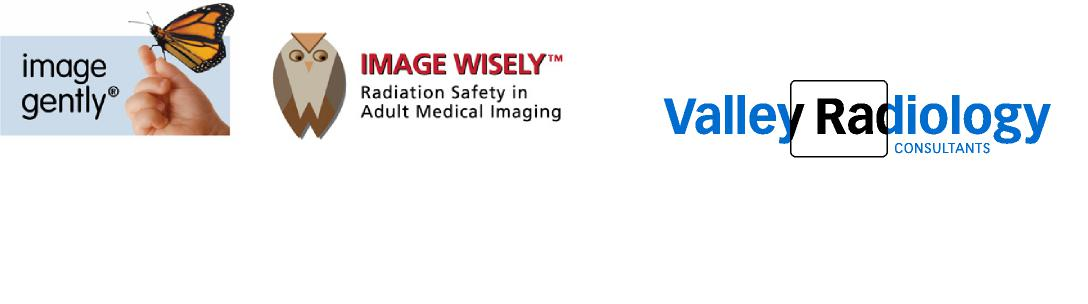 image
gently®
IMAGE WISELY™
Radiation Safety in
Adult Medical Imaging
Valley Radiology
CONSULTANTS